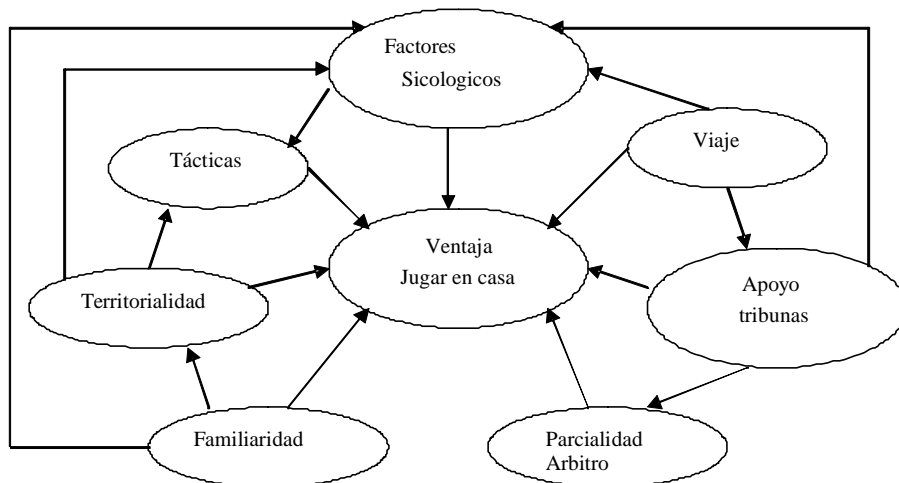 Factores
Sicologicos
Tácticas
Viaje
Ventaja
Jugar en casa
Territorialidad
Apoyo
tribunas
Familiaridad
Parcialidad
Arbitro